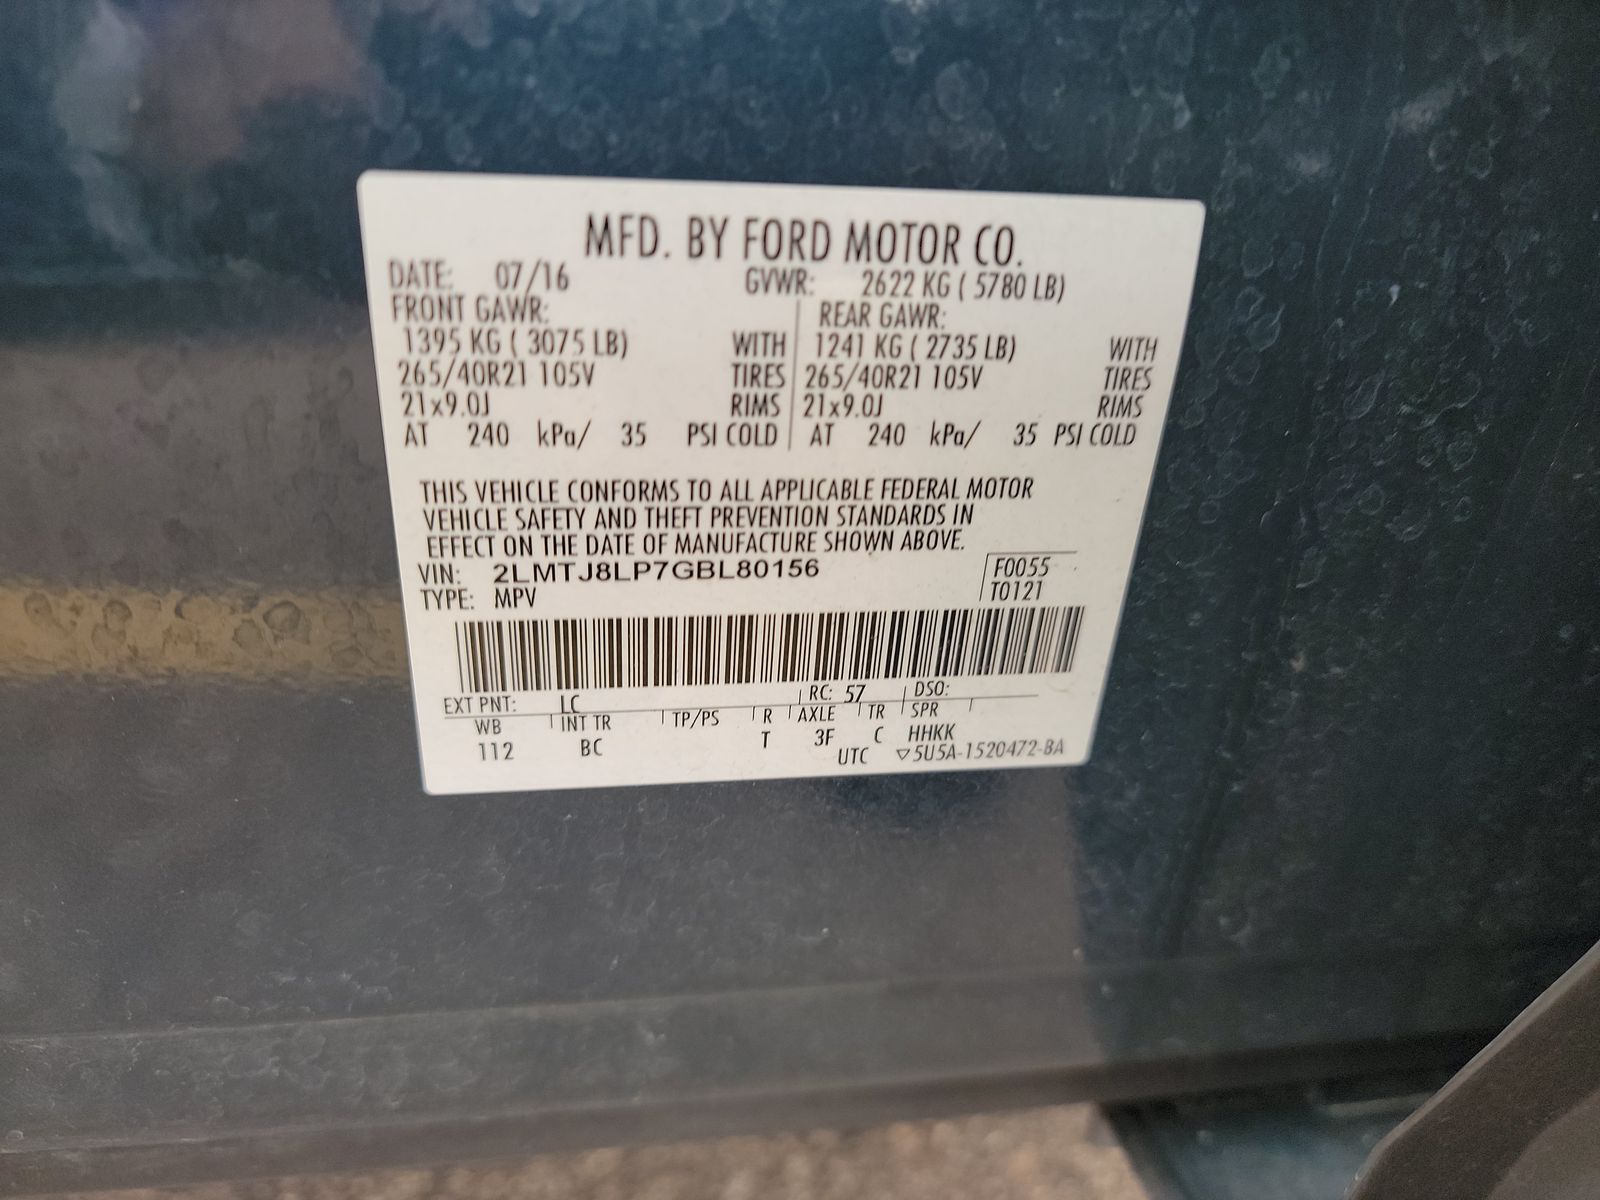 MFD. BY FORD MOTOR CO.
DATE: 07/16 GVWR: 2622 KG ( 5780 LB)
FRONT GAWR: REAR GAWR:
1395 KG ( 3075 LB) WITH 1241 KG ( 2735 LB) WITH
265/40R21 105V TIRES 265/40R21 105V TIRES
21x9.0J RIMS 21x9.0J RIMS
AT 240 kPa/ 35 PSI COLD AT 240 kPa/ 35 PSI COLD
THIS VEHICLE CONFORMS TO ALL APPLICABLE FEDERAL MOTOR
VEHICLE SAFETY AND THEFT PREVENTION STANDARDS IN
EFFECT ON THE DATE OF MANUFACTURE SHOWN ABOVE.
VIN: 2LMTJ8LP7GBL80156 F0055
TYPE: MPV T0121
EXT PNT: LC RC: 57 DSO:
WB INT TR TP/PS R AXLE TR SPR
112 BC T 3F C HHKK
UTC ▽5U5A-1520472-BA